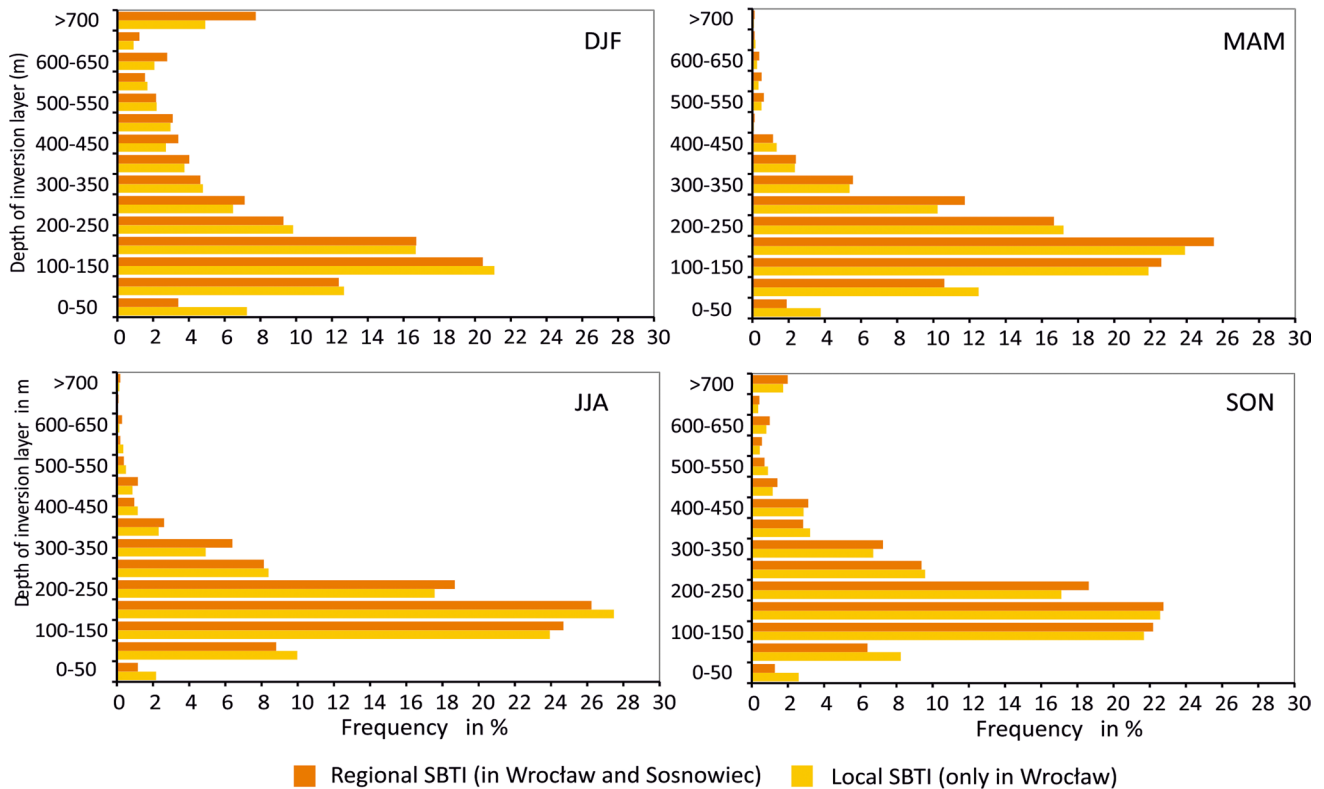 DJF
Depth of inversion layer (m)
>700
600-650
500-550
400-450
300-350
200-250
100-150
0-50
0 2 4 6 8 10 12 14 16 18 20 22 24 26 28 30
MAM
>700
600-650
500-550
400-450
300-350
200-250
100-150
0-50
0 2 4 6 8 10 12 14 16 18 20 22 24 26 28 30
JJA
Depth of inversion layer in m
>700
600-650
500-550
400-450
300-350
200-250
100-150
0-50
0 2 4 6 8 10 12 14 16 18 20 22 24 26 28 30
Frequency in %
SON
>700
600-650
500-550
400-450
300-350
200-250
100-150
0-50
0 2 4 6 8 10 12 14 16 18 20 22 24 26 28 30
Frequency in %
Regional SBTI (in Wrocław and Sosnowiec)
Local SBTI (only in Wrocław)